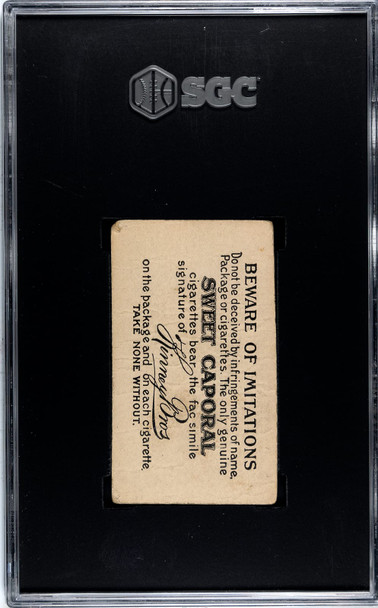 SGC
BEWARE OF IMITATIONS
Do not be deceived by infringements of name,
Package or cigarettes. The only genuine
SWEET CAPORAL
cigarettes bear the fac simile
signature of Kinney Bros
on the package and on each cigarette,
TAKE NONE WITHOUT.